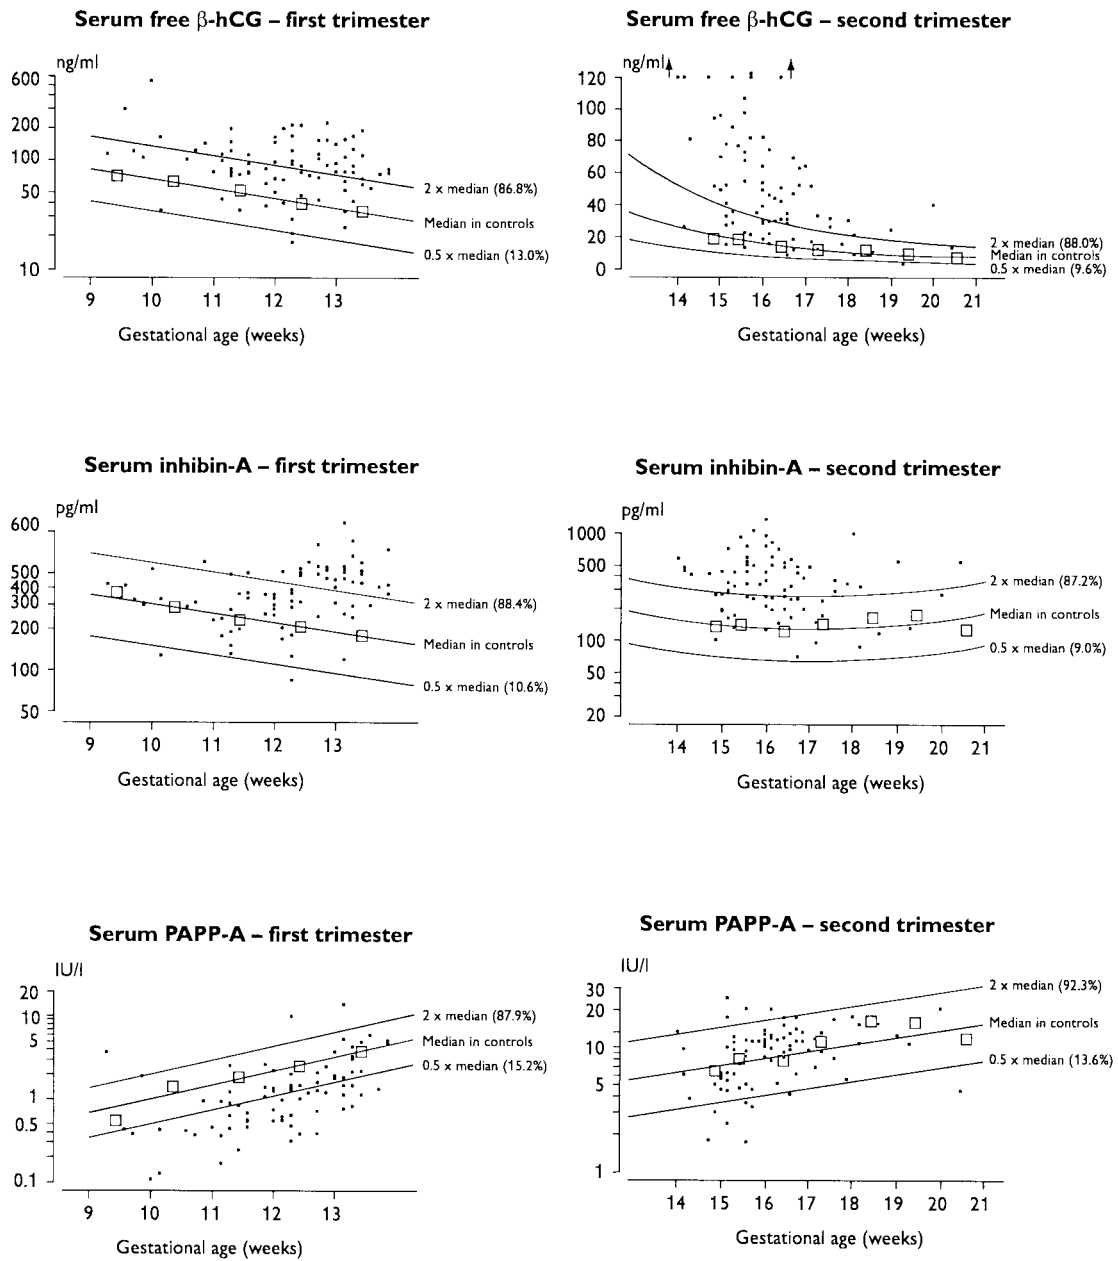 Serum free β-hCG – first trimester
ng/ml
600
200
100
50
10
2 x median (86.8%)
Median in controls
0.5 x median (13.0%)
9 10 11 12 13
Gestational age (weeks)
Serum free β-hCG – second trimester
ng/ml
120
100
80
60
40
20
0
2 x median (88.0%)
Median in controls
0.5 x median (9.6%)
14 15 16 17 18 19 20 21
Gestational age (weeks)
Serum inhibin-A – first trimester
pg/ml
600
500
400
300
200
100
50
2 x median (88.4%)
Median in controls
0.5 x median (10.6%)
9 10 11 12 13
Gestational age (weeks)
Serum inhibin-A – second trimester
pg/ml
1000
500
100
50
20
2 x median (87.2%)
Median in controls
0.5 x median (9.0%)
14 15 16 17 18 19 20 21
Gestational age (weeks)
Serum PAPP-A – first trimester
IU/l
20
10
5
1
0.5
0.1
2 x median (87.9%)
Median in controls
0.5 x median (15.2%)
9 10 11 12 13
Gestational age (weeks)
Serum PAPP-A – second trimester
IU/l
30
20
10
5
1
2 x median (92.3%)
Median in controls
0.5 x median (13.6%)
14 15 16 17 18 19 20 21
Gestational age (weeks)